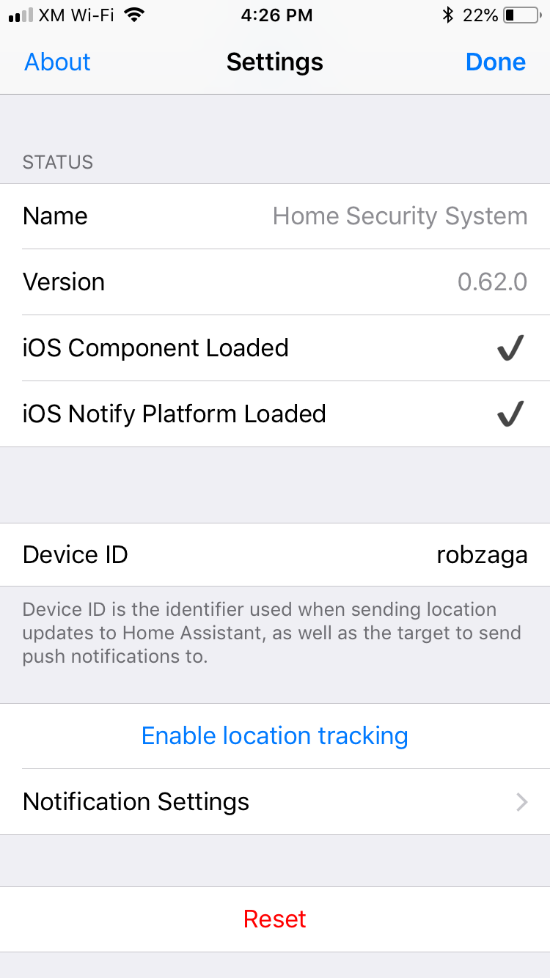 XM Wi-Fi 4:26 PM 22%
About Settings Done
STATUS
Name Home Security System
Version 0.62.0
iOS Component Loaded ✔
iOS Notify Platform Loaded ✔
Device ID robzaga
Device ID is the identifier used when sending location
updates to Home Assistant, as well as the target to send
push notifications to.
Enable location tracking
Notification Settings
Reset